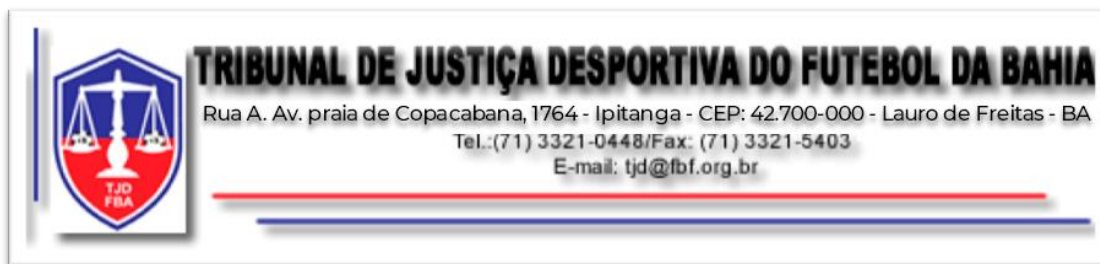 TRIBUNAL DE JUSTIÇA DESPORTIVA DO FUTEBOL DA BAHIA
Rua A. Av. praia de Copacabana, 1764 - Ipitanga - CEP: 42.700-000 - Lauro de Freitas - BA
Tel.:(71) 3321-0448/Fax: (71) 3321-5403
E-mail: tjd@fbf.org.br
TJD
FBA